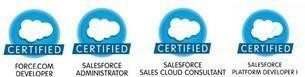 CERTIFIED
FORCE.COM
DEVELOPER
CERTIFIED
SALESFORCE
ADMINISTRATOR
CERTIFIED
SALESFORCE
SALES CLOUD CONSULTANT
CERTIFIED
SALESFORCE
PLATFORM DEVELOPER I